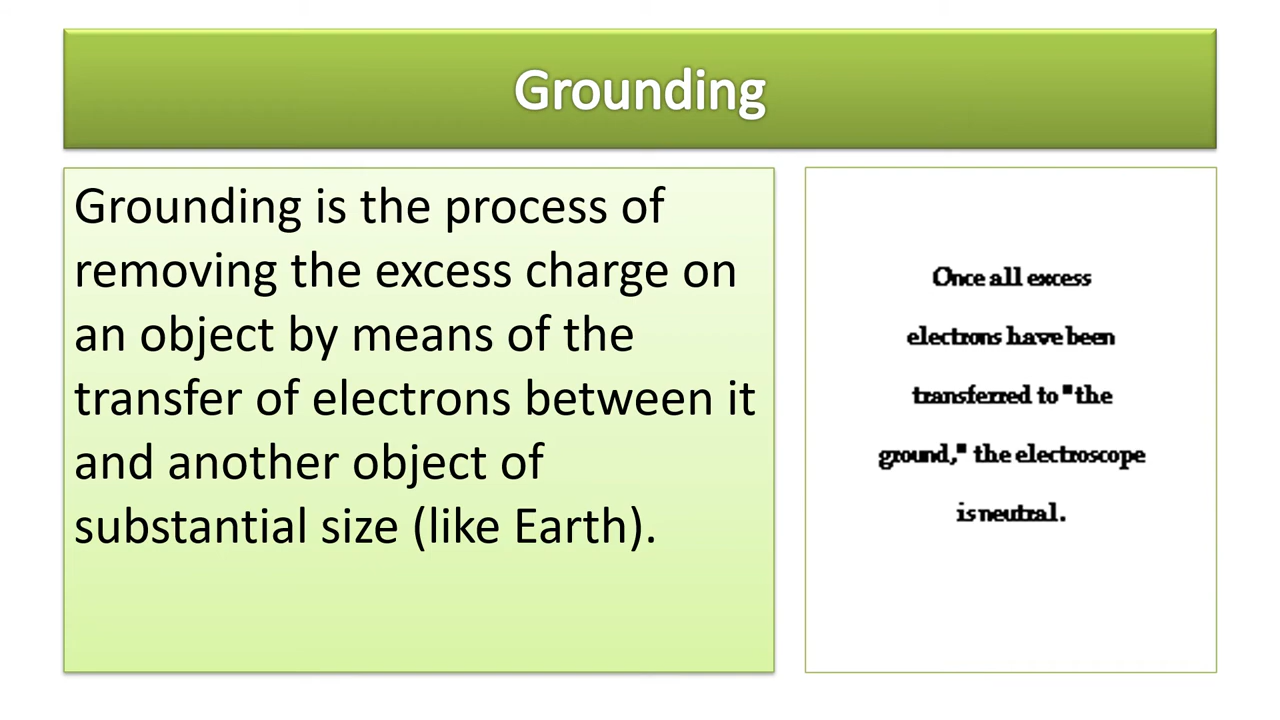 Grounding
Grounding is the process of
removing the excess charge on
an object by means of the
transfer of electrons between it
and another object of
substantial size (like Earth).
Once all excess
electrons have been
transferred to "the
ground," the electroscope
is neutral.